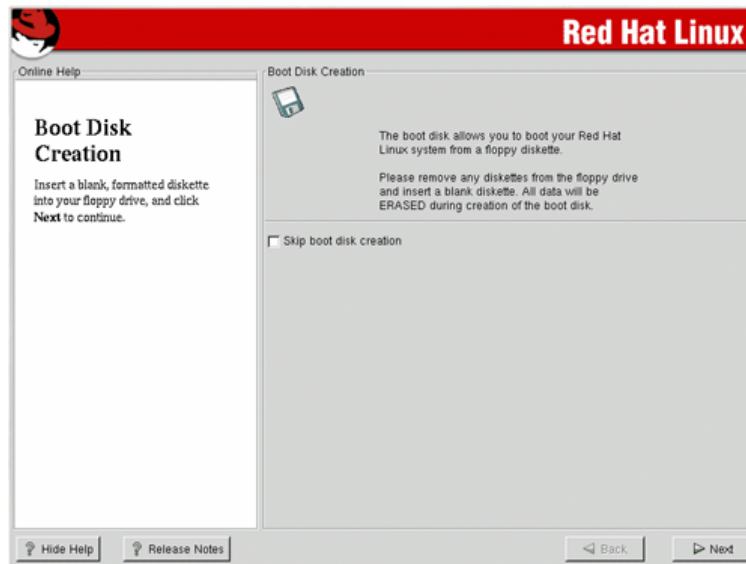 Red Hat Linux
Online Help
Boot Disk
Creation
Insert a blank, formatted diskette
into your floppy drive, and click
Next to continue.
Boot Disk Creation
The boot disk allows you to boot your Red Hat
Linux system from a floppy diskette.
Please remove any diskettes from the floppy drive
and insert a blank diskette. All data will be
ERASED during creation of the boot disk.
Skip boot disk creation
Hide Help
Release Notes
Back
Next